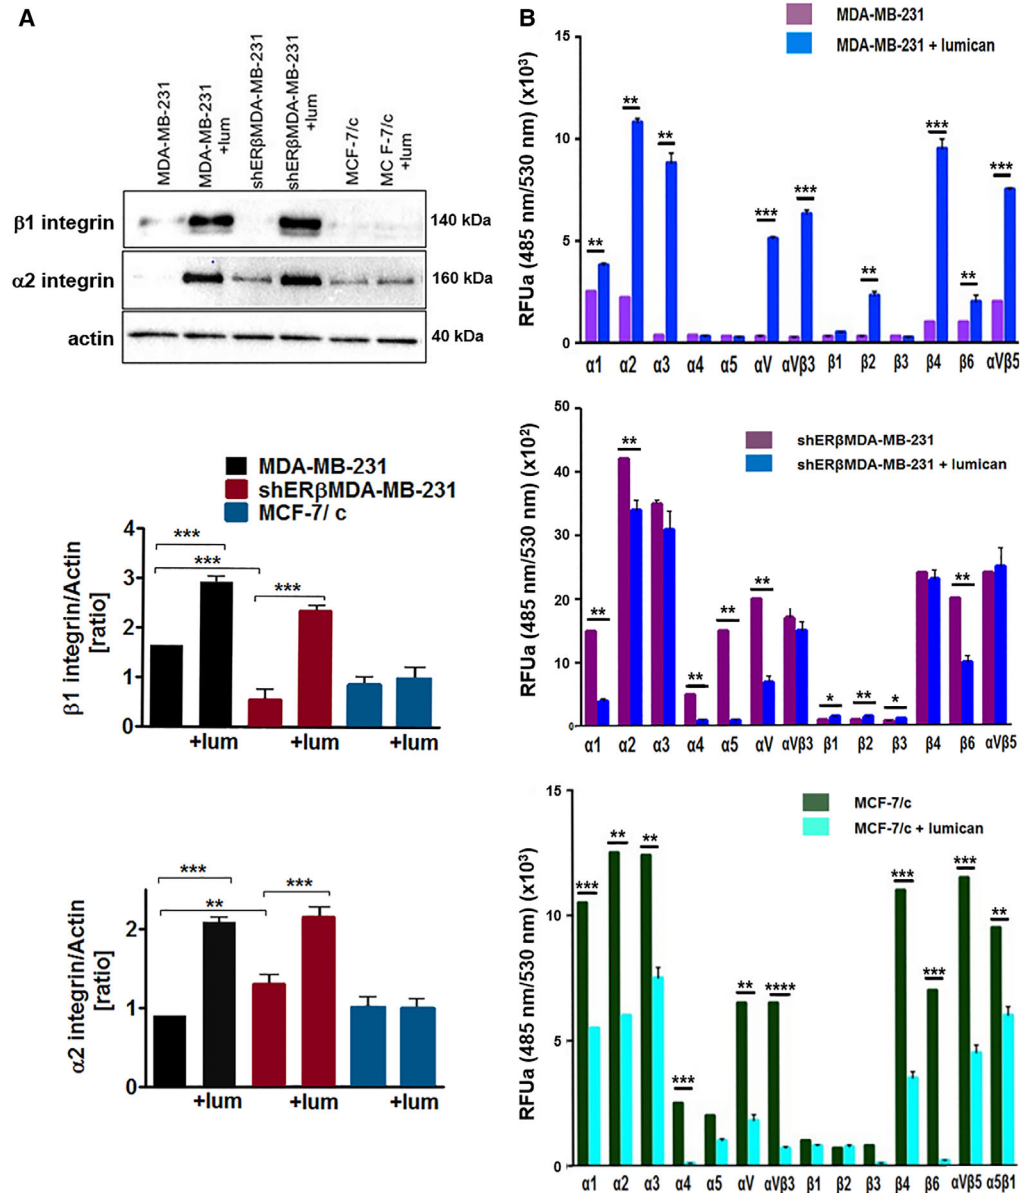 A
MDA-MB-231
MDA-MB-231
+lum
shERβMDA-MB-231
shERβMDA-MB-231
+lum
MCF-7/c
MC F-7/c
+lum
β1 integrin
140 kDa
α2 integrin
160 kDa
actin
40 kDa
MDA-MB-231
shERβMDA-MB-231
MCF-7/ c
β1 integrin/Actin
[ratio]
4
3
2
1
0
***
***
***
+lum +lum +lum
α2 integrin/Actin
[ratio]
2
1
0
***
**
***
+lum +lum +lum
B
MDA-MB-231
MDA-MB-231 + lumican
RFUa (485 nm/530 nm) (x10³)
15
10
5
0
** ** ** *** *** ** *** ** ***
α1 α2 α3 α4 α5 αV αVβ3 β1 β2 β3 β4 β6 αVβ5
shERβMDA-MB-231
shERβMDA-MB-231 + lumican
RFUa (485 nm/530 nm) (x10²)
50
40
30
20
10
0
** ** ** ** ** * ** * **
α1 α2 α3 α4 α5 αV αVβ3 β1 β2 β3 β4 β6 αVβ5
MCF-7/c
MCF-7/c + lumican
RFUa (485 nm/530 nm) (x10³)
15
10
5
0
*** ** ** *** ** **** *** *** *** **
α1 α2 α3 α4 α5 αV αVβ3 β1 β2 β3 β4 β6 αVβ5 α5β1